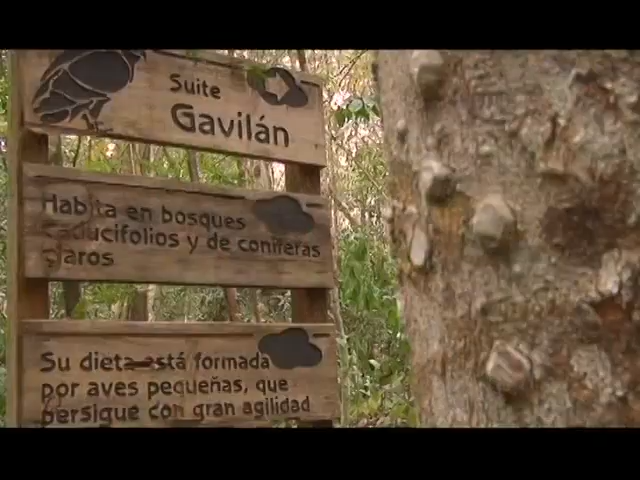 Suite
Gavilán
Habita en bosques
caducifolios y de coníferas
claros
Su dieta está formada
por aves pequeñas, que
persigue con gran agilidad